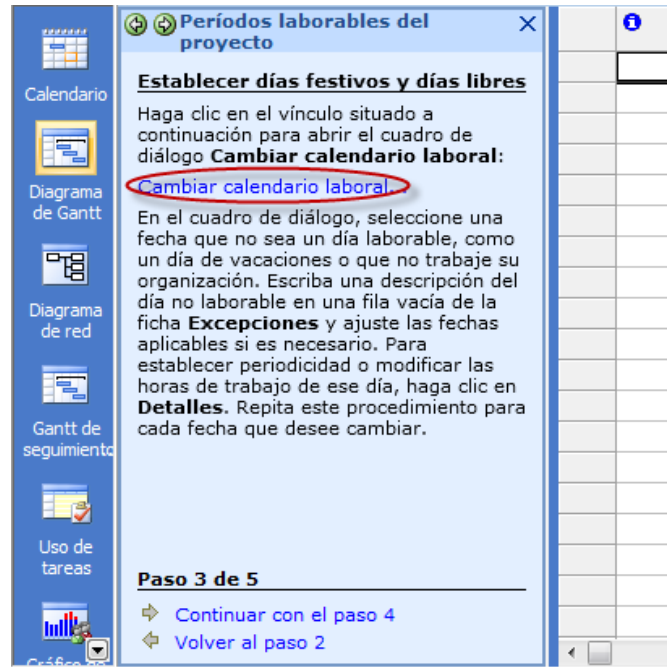 Calendario
Diagrama
de Gantt
Diagrama
de red
Gantt de
seguimiento
Uso de
tareas
Gráfico de
Períodos laborables del
proyecto
Establecer días festivos y días libres
Haga clic en el vínculo situado a
continuación para abrir el cuadro de
diálogo Cambiar calendario laboral:
Cambiar calendario laboral...
En el cuadro de diálogo, seleccione una
fecha que no sea un día laborable, como
un día de vacaciones o que no trabaje su
organización. Escriba una descripción del
día no laborable en una fila vacía de la
ficha Excepciones y ajuste las fechas
aplicables si es necesario. Para
establecer periodicidad o modificar las
horas de trabajo de ese día, haga clic en
Detalles. Repita este procedimiento para
cada fecha que desee cambiar.
Paso 3 de 5
Continuar con el paso 4
Volver al paso 2